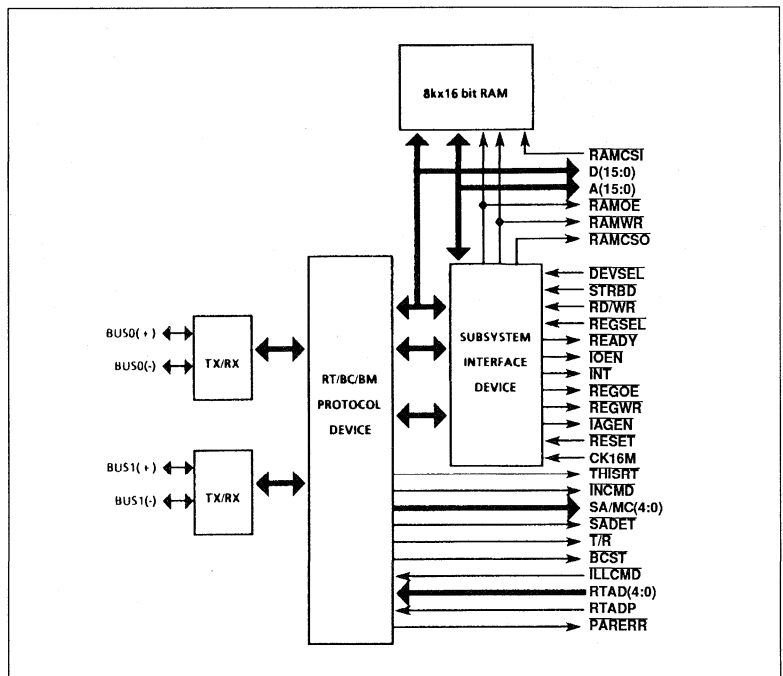 8kx16 bit RAM
RAMCSI
D(15:0)
A(15:0)
RAMOE
RAMWR
RAMCSO
DEVSEL
STRBD
RD/WR
REGSEL
READY
IOEN
INT
REGOE
REGWR
IAGEN
RESET
CK16M
THISRT
INCMD
SA/MC(4:0)
SADET
T/R
BCST
ILLCMD
RTAD(4:0)
RTADP
PARERR
SUBSYSTEM
INTERFACE
DEVICE
RT/BC/BM
PROTOCOL
DEVICE
BUS0(+)
BUS0(-)
TX/RX
BUS1(+)
BUS1(-)
TX/RX